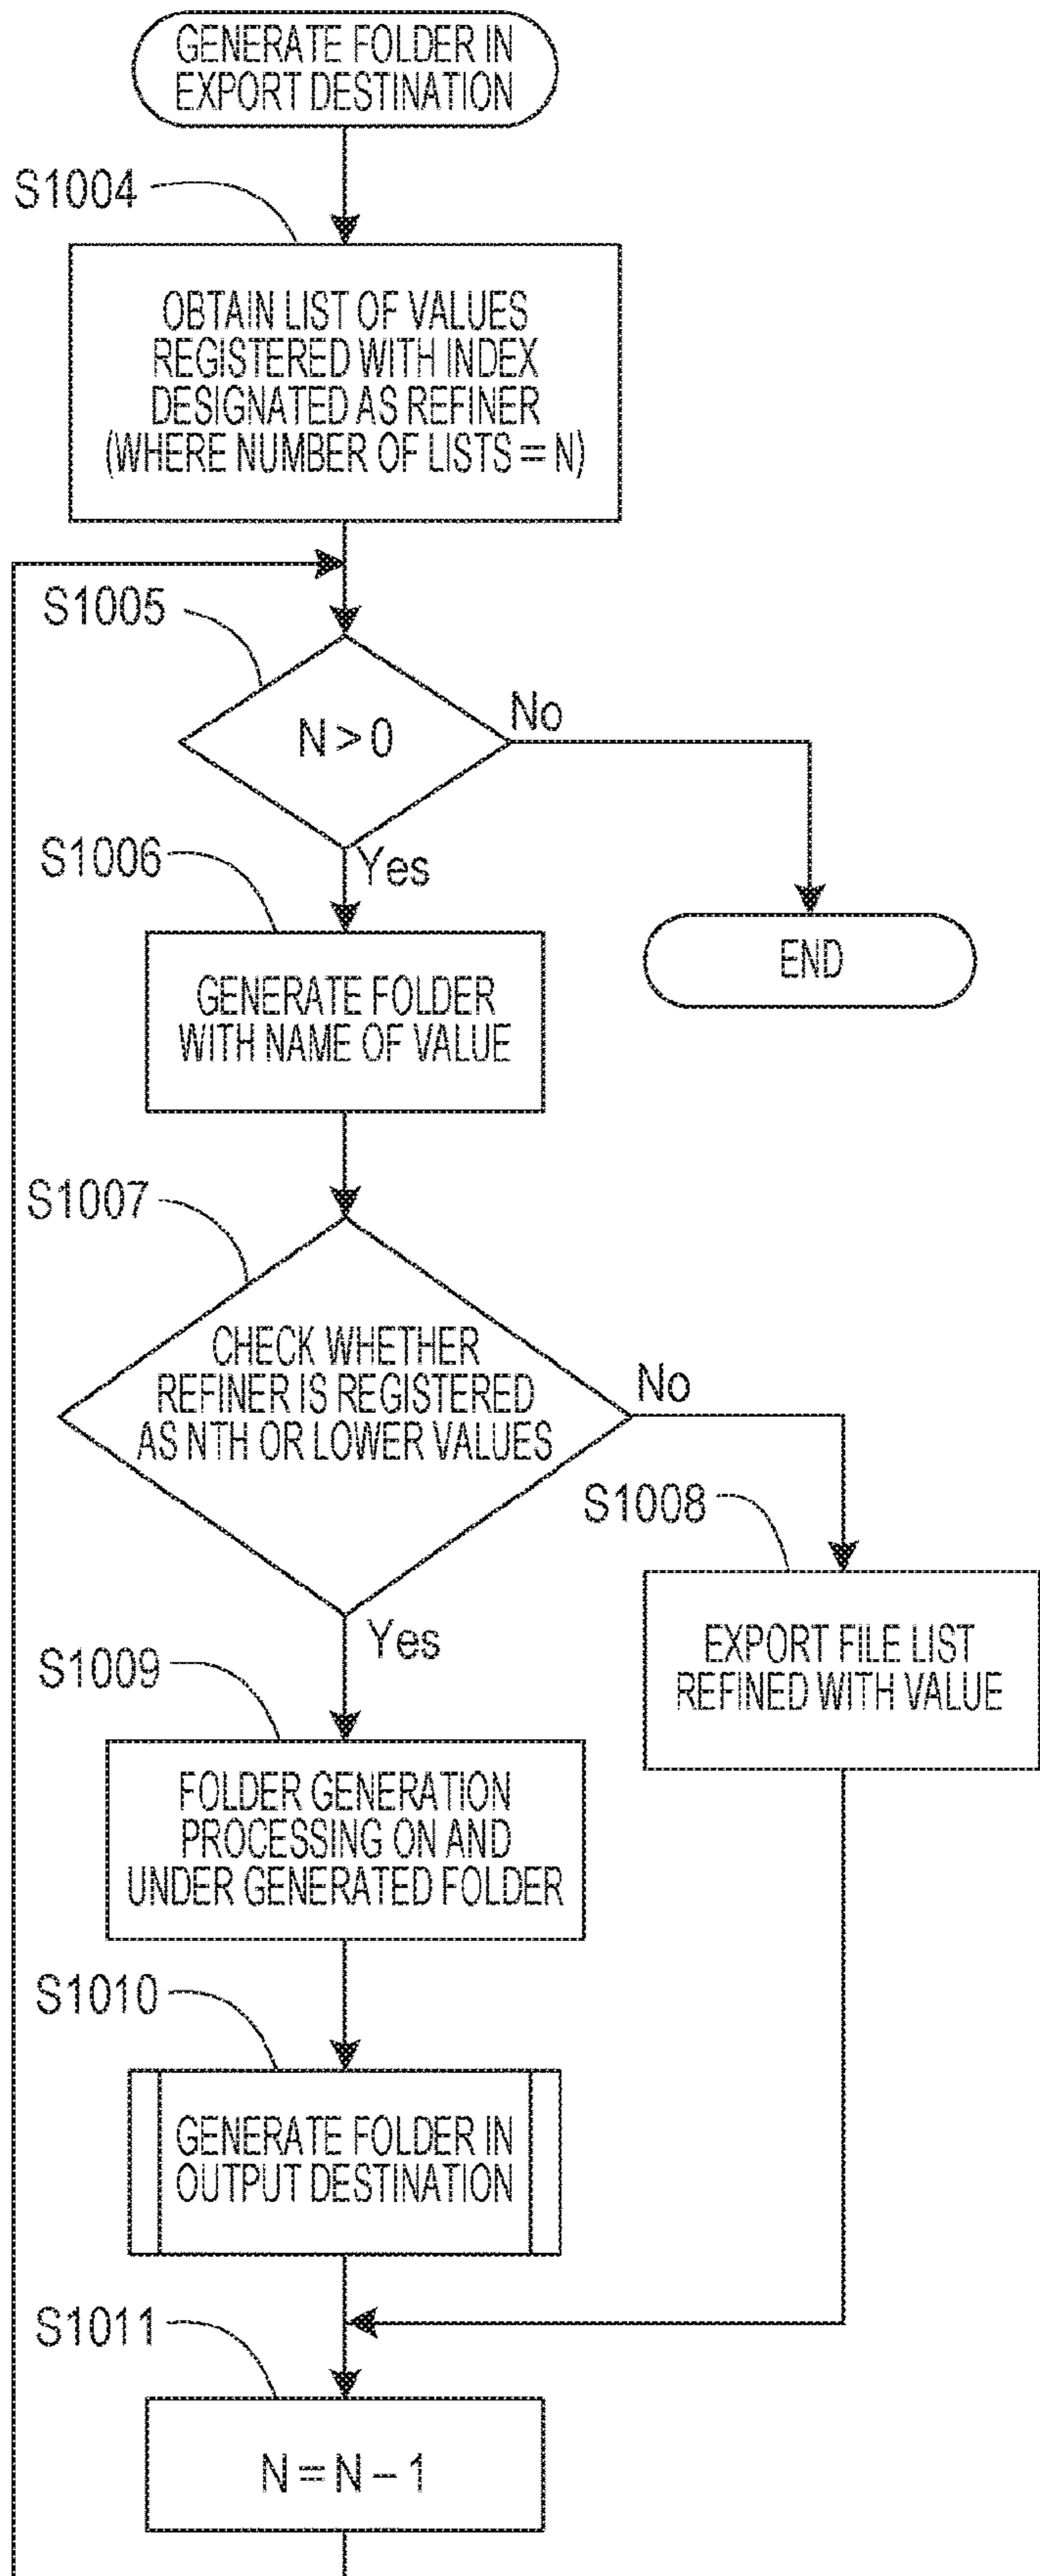 GENERATE FOLDER IN
EXPORT DESTINATION
S1004
OBTAIN LIST OF VALUES
REGISTERED WITH INDEX
DESIGNATED AS REFINER
(WHERE NUMBER OF LISTS = N)
S1005
N > 0
No
S1006
Yes
GENERATE FOLDER
WITH NAME OF VALUE
END
S1007
CHECK WHETHER
REFINER IS REGISTERED
AS NTH OR LOWER VALUES
No
S1008
EXPORT FILE LIST
REFINED WITH VALUE
Yes
S1009
FOLDER GENERATION
PROCESSING ON AND
UNDER GENERATED FOLDER
S1010
GENERATE FOLDER IN
OUTPUT DESTINATION
S1011
N = N – 1